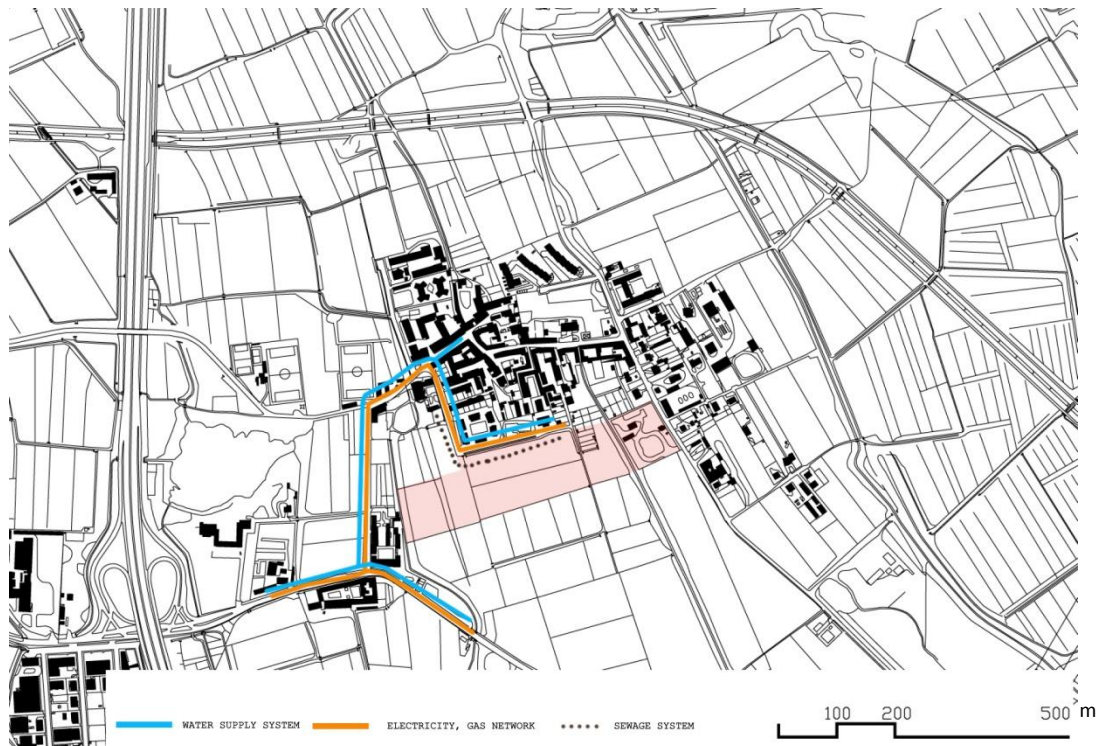 WATER SUPPLY SYSTEM
ELECTRICITY, GAS NETWORK
SEWAGE SYSTEM
100 200 500 m